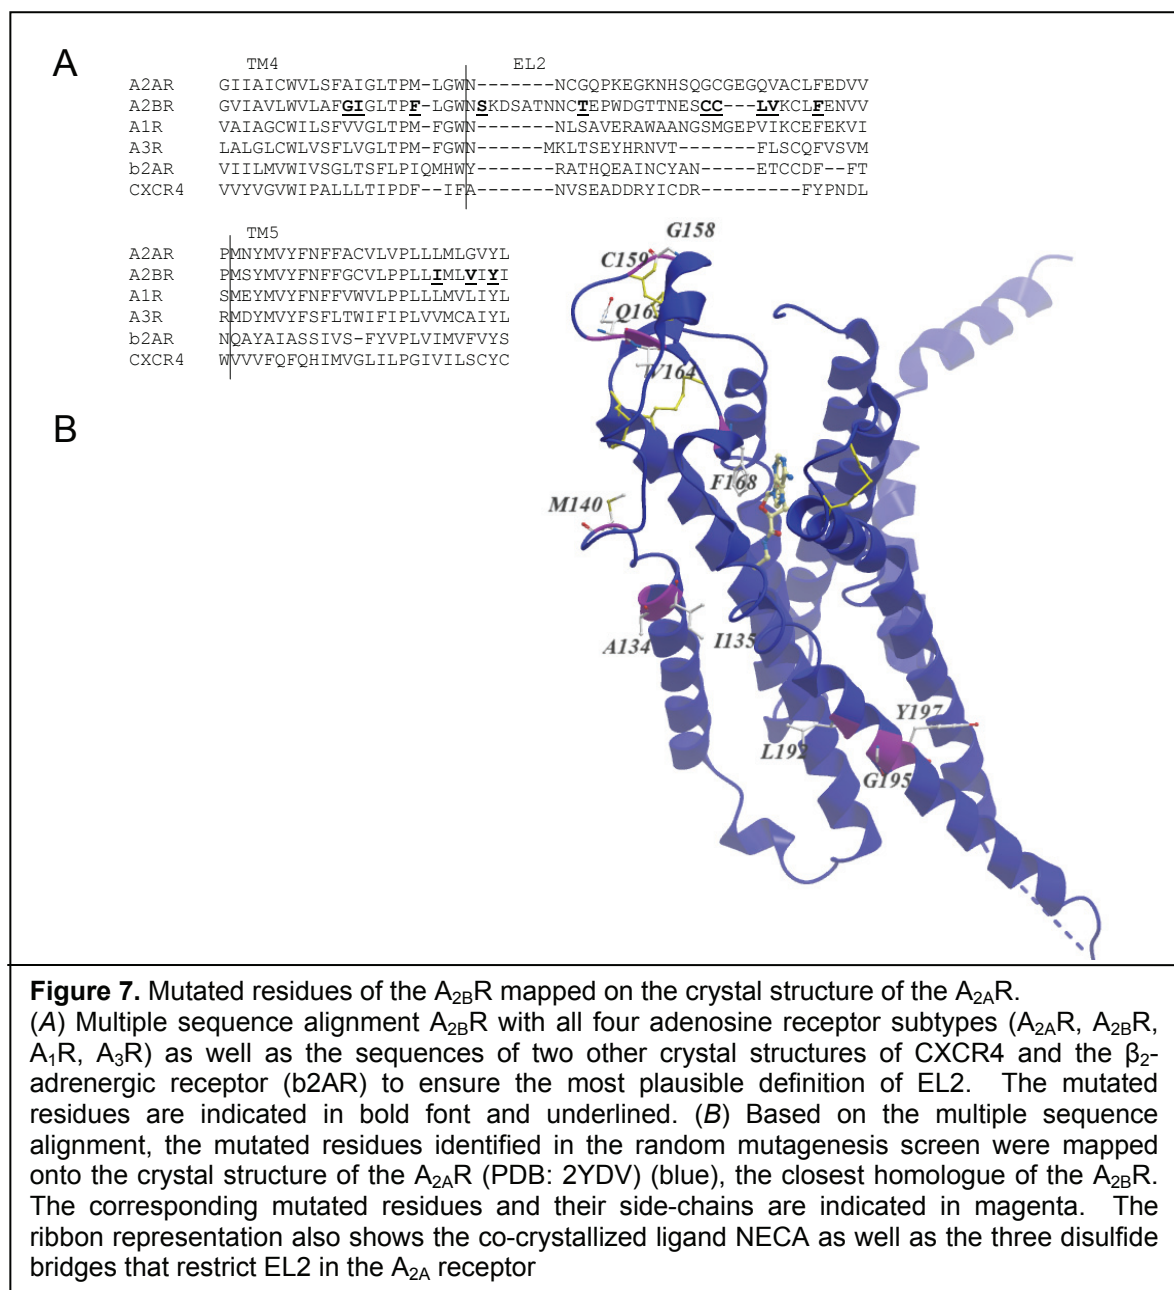 A
TM4 EL2
A2AR GIIAICWVLSFAIGLTPM-LGWN-------NCGQPKEGKNHSQGCGEGQVACLFEDVV
A2BR GVIAVLWVLAFGIGLTPF-LGWNSKDSATNNCTEPWDGTTNESCC---LVKCLFENVV
A1R VAIAGCWILSFVVGLTPM-FGWN-------NLSAVERAWAANGSMGEPVIKCEFEKVI
A3R LALGLCWLVSFLVGLTPM-FGWN-------MKLTSEYHRNVT-------FLSCQFVSVM
b2AR VIILMVWIVSGLTSFLPIQMHWY-------RATHQEAINCYAN-----ETCCDF--FT
CXCR4 VVYVGVWIPALLLTIPDF--IFA-------NVSEADDRYICDR---------FYPNDL
TM5
A2AR PMNYMVYFNFFACVLVPLLLMLGVYL
A2BR PMSYMVYFNFFGCVLPPLLIMLVIYI
A1R SMEYMVYFNFFVWVLPPLLLMVLIYL
A3R RMDYMVYFSFLTWIFIPLVVMCAIYL
b2AR NQAYAIASSIVS-FYVPLVIMVFVYS
CXCR4 WVVVFQFQHIMVGLILPGIVILSCYC
B
G158
C159
Q163
V164
F168
M140
A134
I135
Y197
L192
G195
Figure 7. Mutated residues of the A2BR mapped on the crystal structure of the A2AR.
(A) Multiple sequence alignment A2BR with all four adenosine receptor subtypes (A2AR, A2BR,
A1R, A3R) as well as the sequences of two other crystal structures of CXCR4 and the β2-
adrenergic receptor (b2AR) to ensure the most plausible definition of EL2. The mutated
residues are indicated in bold font and underlined. (B) Based on the multiple sequence
alignment, the mutated residues identified in the random mutagenesis screen were mapped
onto the crystal structure of the A2AR (PDB: 2YDV) (blue), the closest homologue of the A2BR.
The corresponding mutated residues and their side-chains are indicated in magenta. The
ribbon representation also shows the co-crystallized ligand NECA as well as the three disulfide
bridges that restrict EL2 in the A2A receptor